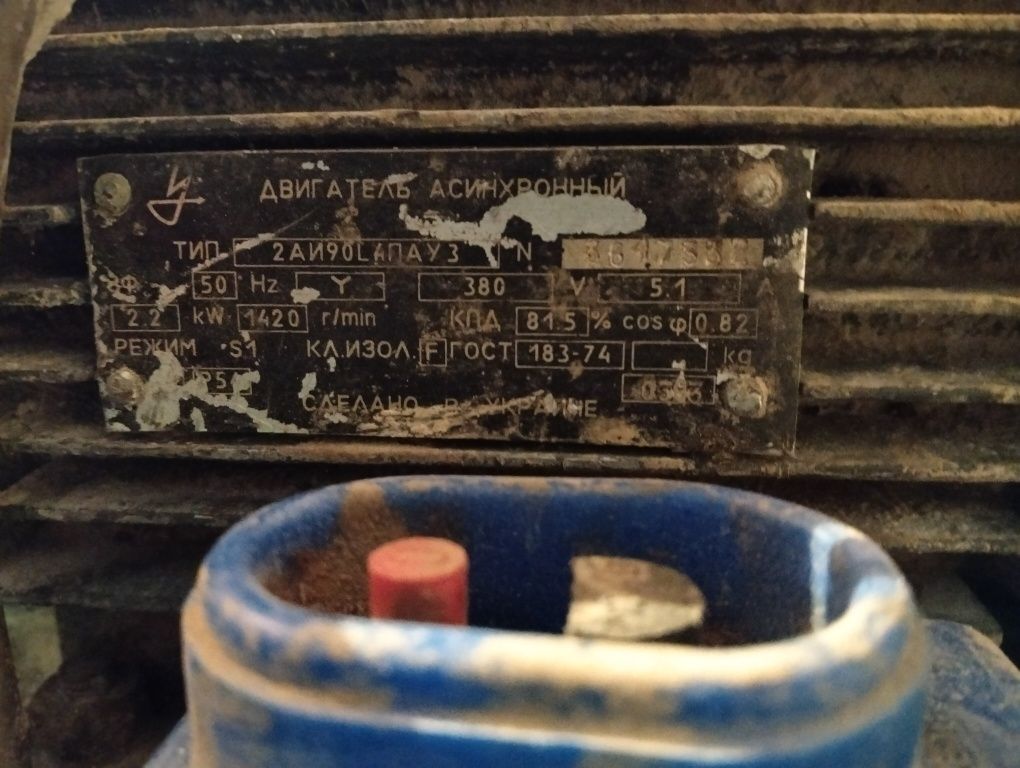 ДВИГАТЕЛЬ АСИНХРОННЫЙ
ТИП 2АИ90L4ПАУ3 N
50 Hz Y 380 V 5.1 A
2.2 kW 1420 r/min КПД 81.5 % cos φ 0.82
РЕЖИМ S1 КЛ.ИЗОЛ. F ГОСТ 183-74 kg
СДЕЛАНО В УКРАИНЕ